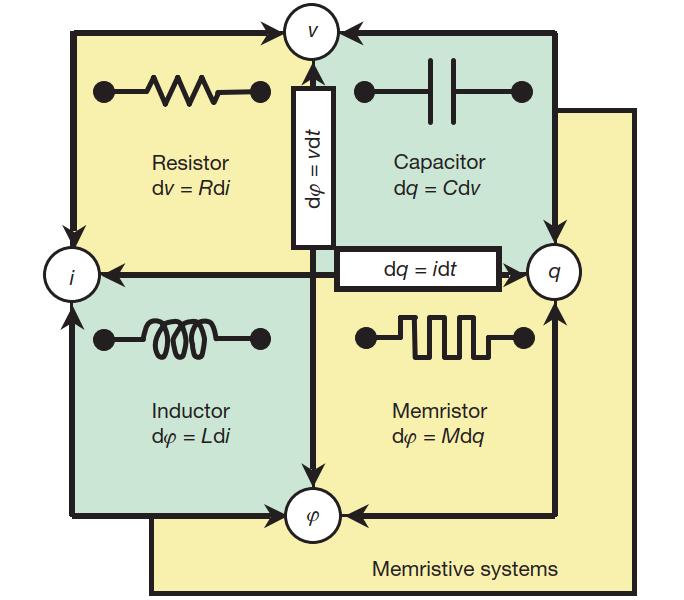 v
Resistor
dv = Rdi
Capacitor
dq = Cdv
dφ = vdt
i
dq = idt
q
Inductor
dφ = Ldi
Memristor
dφ = Mdq
φ
Memristive systems